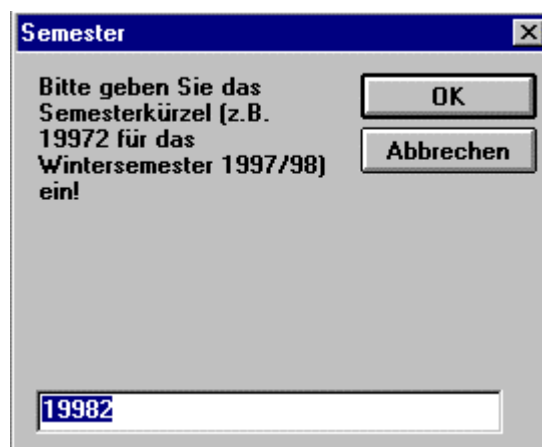 Semester
Bitte geben Sie das
Semesterkürzel (z.B.
19972 für das
Wintersemester 1997/98)
ein!
OK
Abbrechen
19982